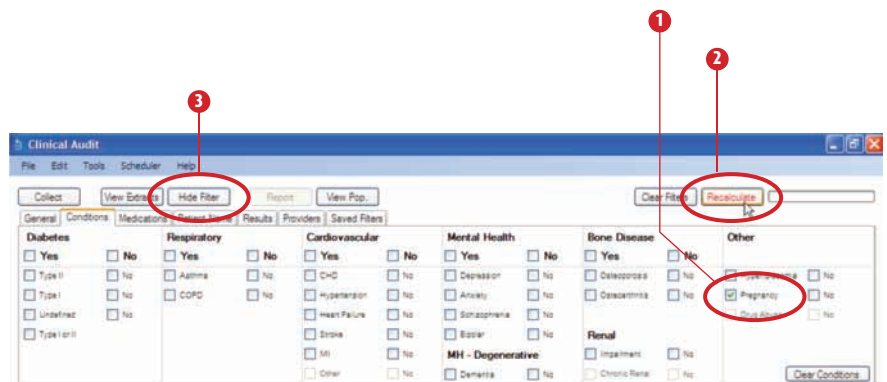 1
2
3
Clinical Audit
File Edit Tools Scheduler Help
Collect View Extracts Hide Filter Report View Pop. Clear Filters Recalculate
General Conditions Medications Patient Name Results Providers Saved Filters
Diabetes Respiratory Cardiovascular Mental Health Bone Disease Other
Yes No Yes No Yes No Yes No Yes No
Type II No Asthma No CHD No Depression No Osteoporosis No No
Type I No COPD No Hypertension No Anxiety No Osteoarthritis No Pregnancy No
Undefined No Heart Failure No Schizophrenia No Drug Abuse No
Type I or II Stroke No Bipolar No Renal
MI No MH - Degenerative Impairment No
Other No Dementia No Chronic Renal No Clear Conditions